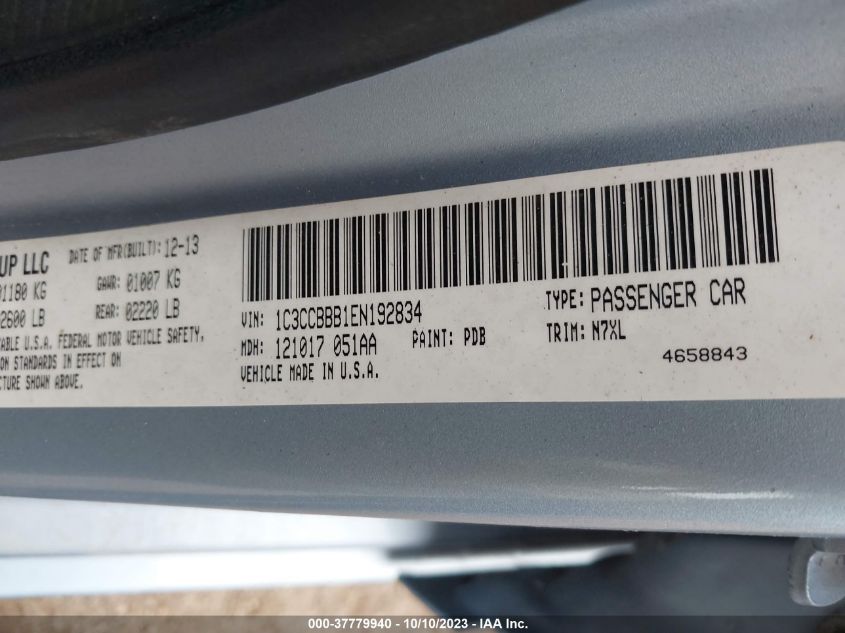 UP LLC DATE OF MFR(BUILT): 12-13
01180 KG GAWR: 01007 KG
2600 LB REAR: 02220 LB
ABLE U.S.A. FEDERAL MOTOR VEHICLE SAFETY,
ON STANDARDS IN EFFECT ON
CTURE SHOWN ABOVE.
VIN: 1C3CCBBB1EN192834 TYPE: PASSENGER CAR
MDH: 121017 051AA PAINT: PDB TRIM: N7XL
VEHICLE MADE IN U.S.A. 4658843
000-37779940 - 10/10/2023 - IAA Inc.